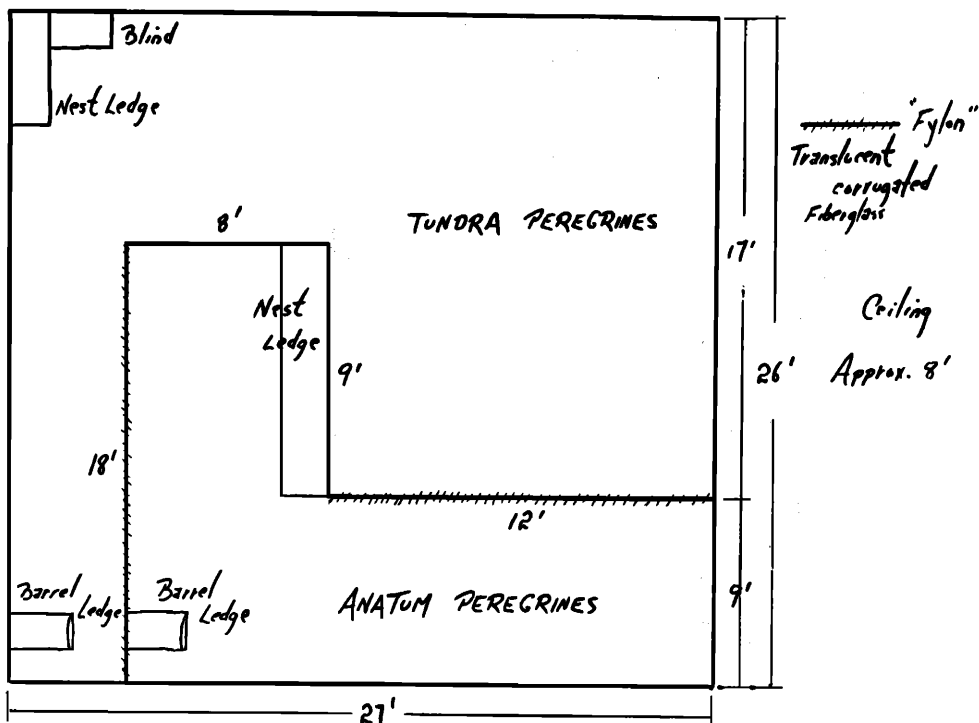 Blind
Nest Ledge
"Fylon"
Translucent
corrugated
Fiberglass
8'
TUNDRA PEREGRINES
17'
Nest
Ledge
9'
26'
Ceiling
Approx. 8'
18'
12'
Barrel
Ledge
Barrel
Ledge
ANATUM PEREGRINES
9'
27'